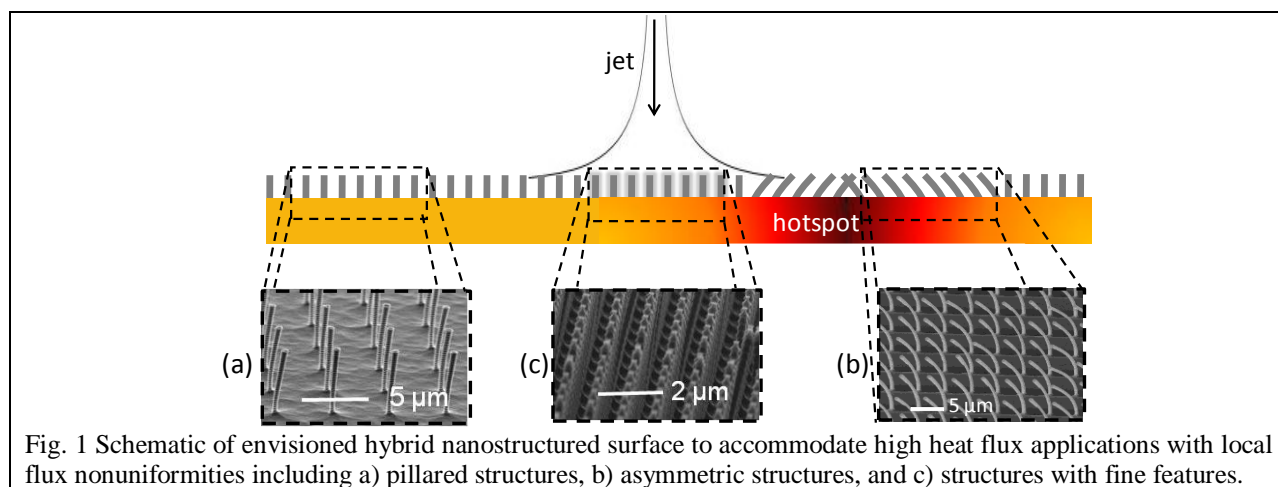 jet
hotspot
(a)
5 μm
(c)
2 μm
(b)
5 μm
Fig. 1 Schematic of envisioned hybrid nanostructured surface to accommodate high heat flux applications with local
flux nonuniformities including a) pillared structures, b) asymmetric structures, and c) structures with fine features.